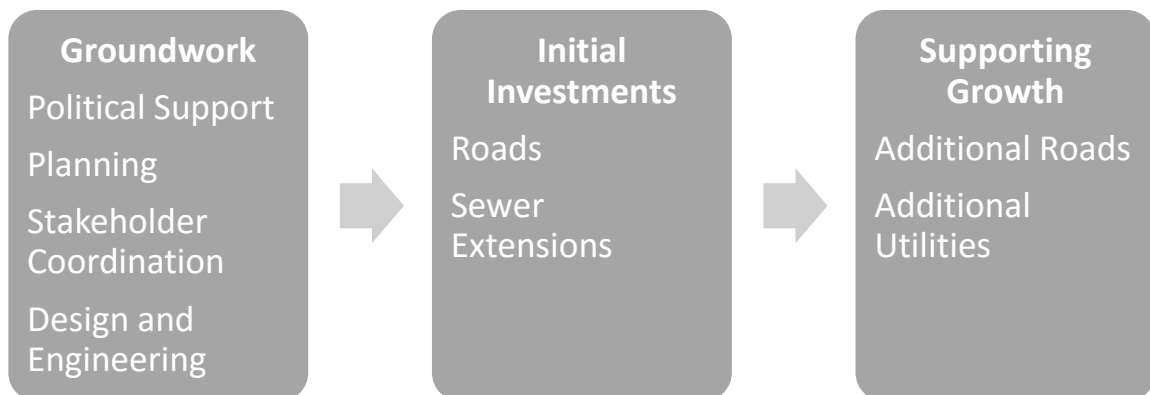 Groundwork
Political Support
Planning
Stakeholder
Coordination
Design and
Engineering
Initial
Investments
Roads
Sewer
Extensions
Supporting
Growth
Additional Roads
Additional
Utilities